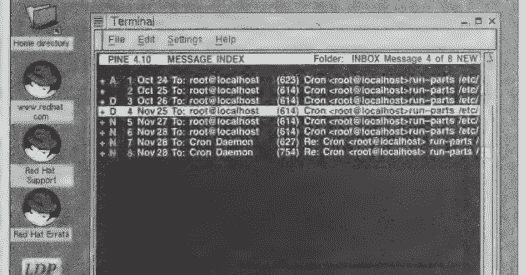 Terminal
File Edit Settings Help
Home directory
PINE 4.10 MESSAGE INDEX Folder: INBOX Message 4 of 8 NEW
+ A 1 Oct 24 To: root@localhost (623) Cron <root@localhost>run-parts /etc/
+ 2 Oct 25 To: root@localhost (614) Cron <root@localhost>run-parts /etc/
+ D 3 Oct 26 To: root@localhost (614) Cron <root@localhost>run-parts /etc/
+ D 4 Nov 25 To: root@localhost (614) Cron <root@localhost>run-parts /etc/
+ N 5 Nov 27 To: root@localhost (614) Cron <root@localhost>run-parts /etc/
+ N 6 Nov 28 To: root@localhost (614) Cron <root@localhost>run-parts /etc/
+ N 7 Nov 28 To: Cron Daemon (627) Re: Cron <root@localhost> run-parts /
+ N 8 Nov 28 To: Cron Daemon (754) Re: Cron <root@localhost> run-parts /
www.redhat
com
Red Hat
Support
Red Hat Errata
LDP